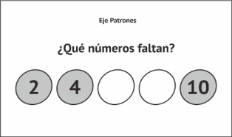 Eje Patrones
¿Qué números faltan?
2 4 10